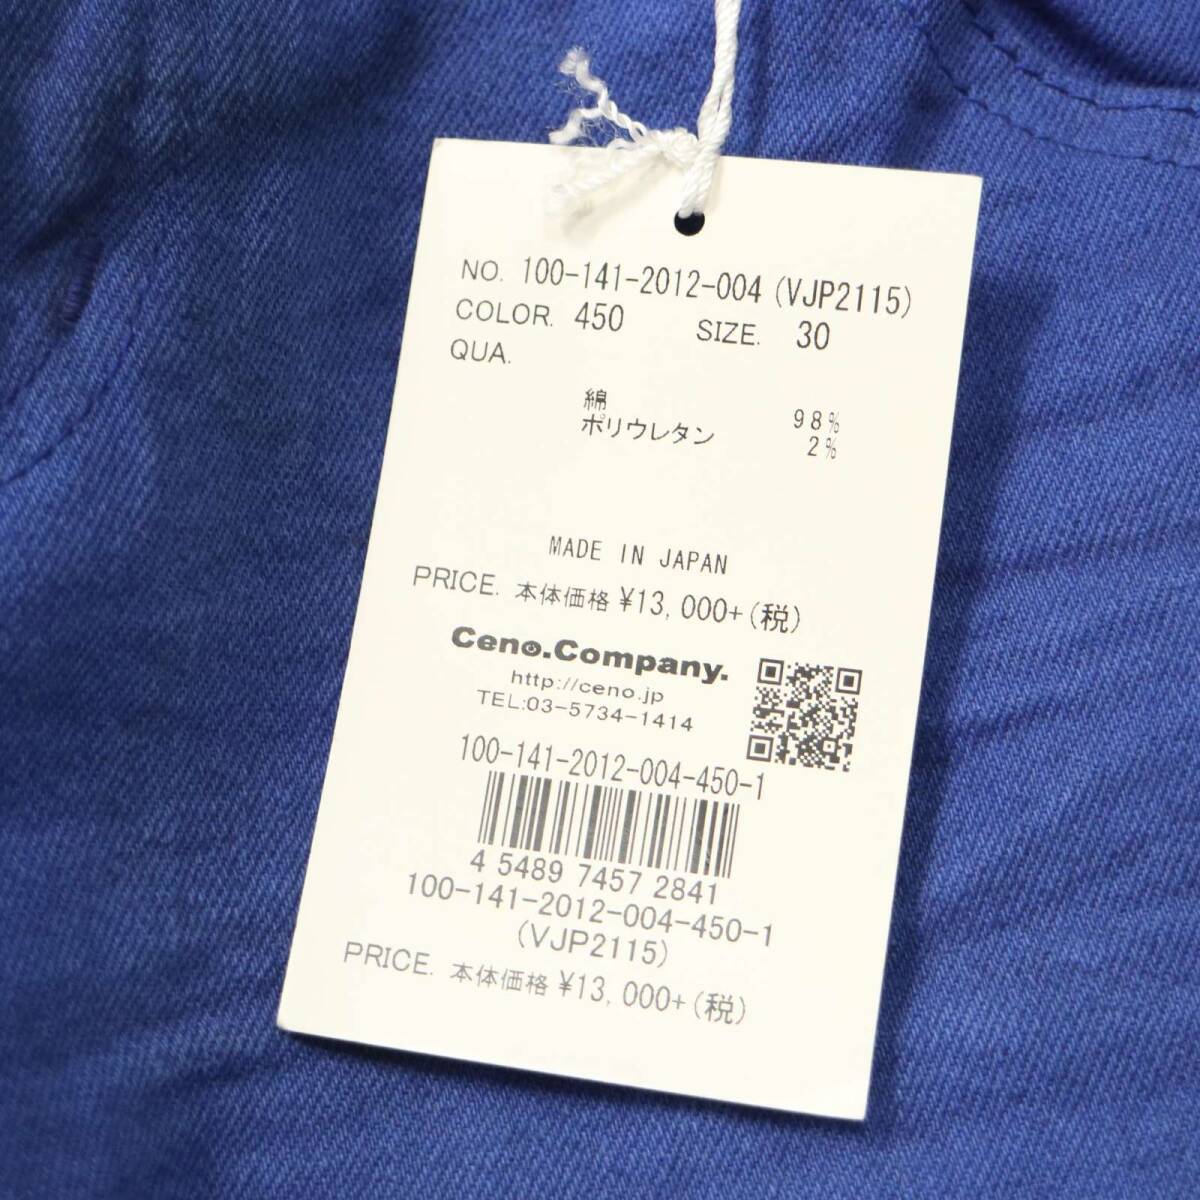 NO. 100-141-2012-004 (VJP2115)
COLOR. 450 SIZE. 30
QUA.
綿 98%
ポリウレタン 2%
MADE IN JAPAN
PRICE. 本体価格 ¥13,000+(税)
Ceno.Company.
http://ceno.jp
TEL:03-5734-1414
100-141-2012-004-450-1
4 54897457 2841
100-141-2012-004-450-1
(VJP2115)
PRICE. 本体価格 ¥13,000+(税)